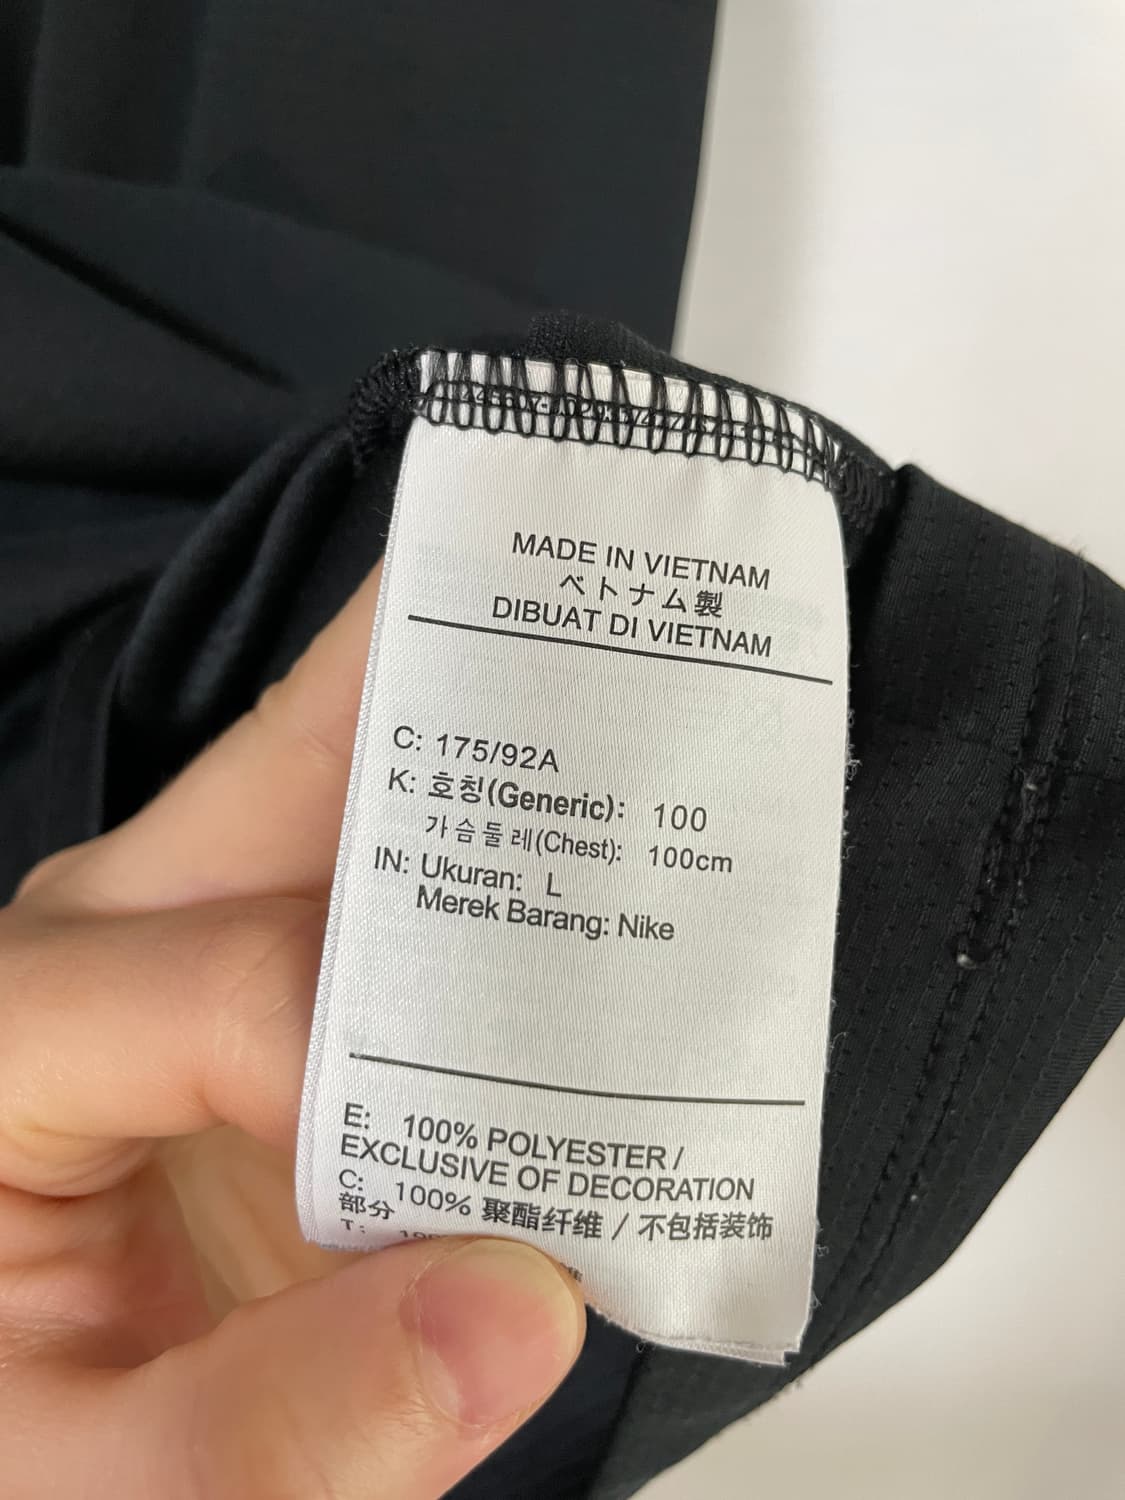 MADE IN VIETNAM
ベトナム製
DIBUAT DI VIETNAM
C: 175/92A
K: 호칭(Generic): 100
가슴둘레(Chest): 100cm
IN: Ukuran: L
Merek Barang: Nike
E: 100% POLYESTER /
EXCLUSIVE OF DECORATION
C: 100% 聚酯纤维 / 不包括装饰
部分
T: